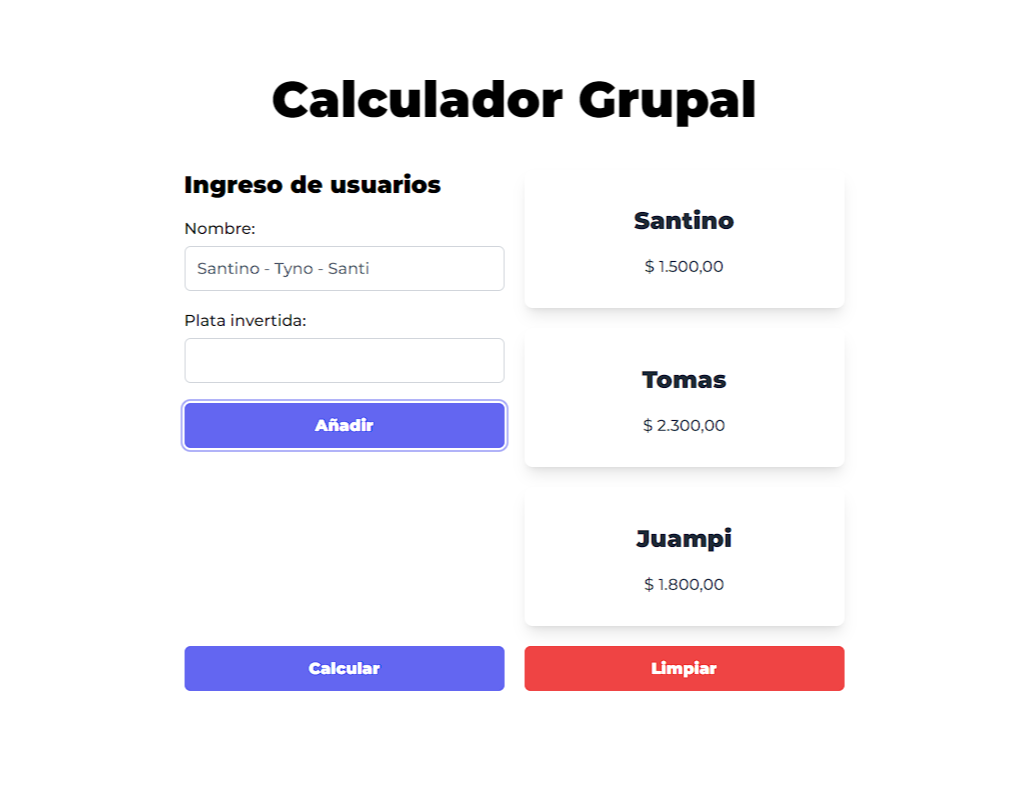 Calculador Grupal
Ingreso de usuarios
Nombre:
Santino - Tyno - Santi
Plata invertida:
Añadir
Santino
$ 1.500,00
Tomas
$ 2.300,00
Juampi
$ 1.800,00
Calcular
Limpiar